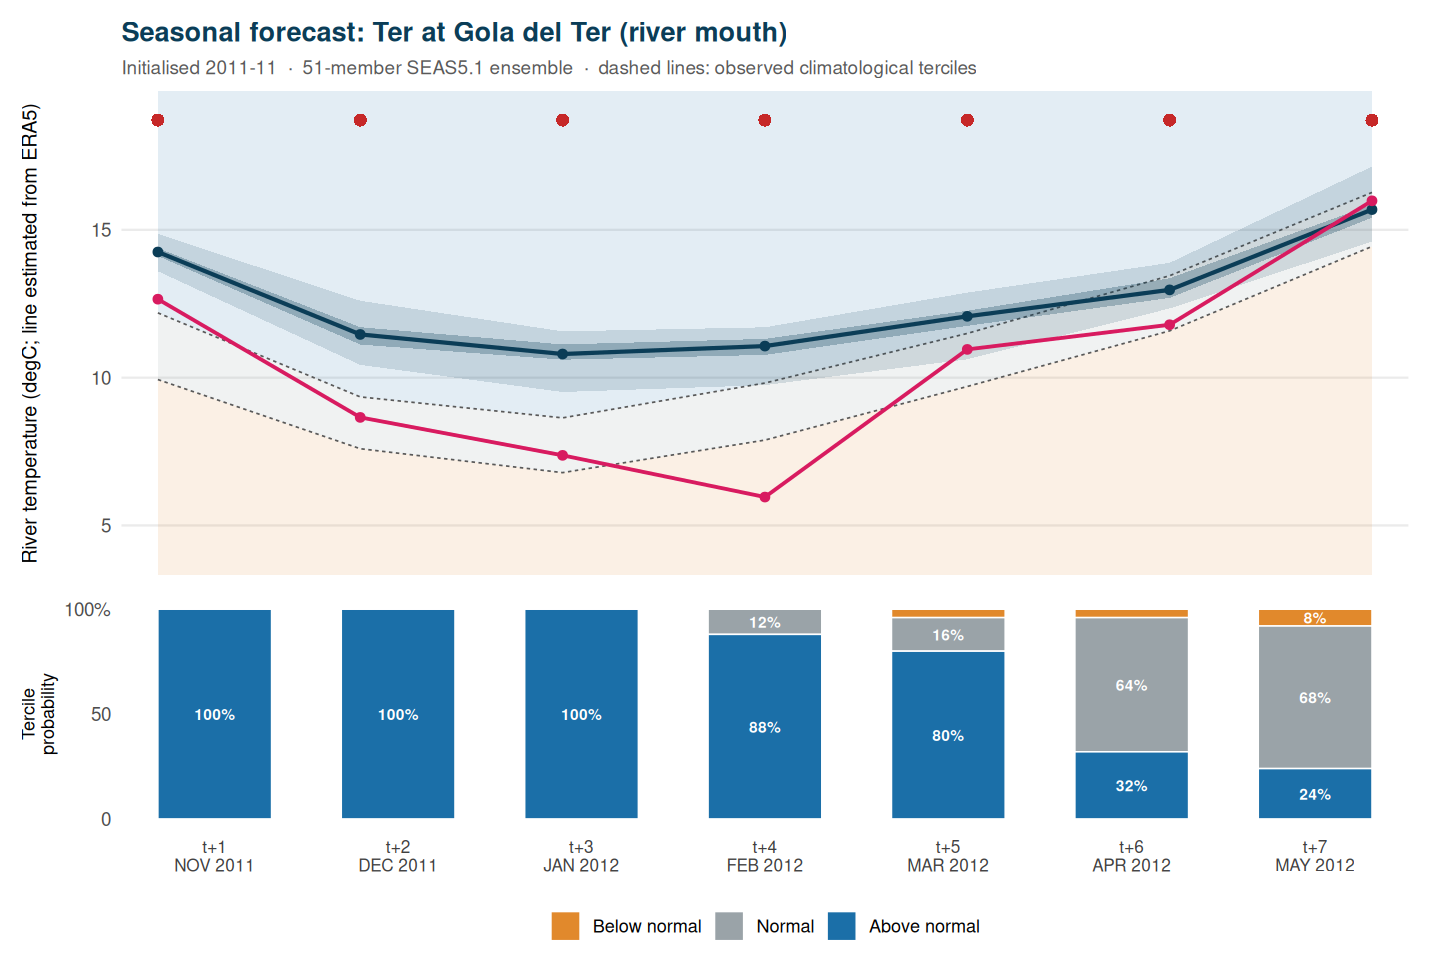 Seasonal forecast: Ter at Gola del Ter (river mouth)
Initialised 2011-11 · 51-member SEAS5.1 ensemble · dashed lines: observed climatological terciles
River temperature (degC; line estimated from ERA5)
15
10
5
Tercile
probability
100%
50
0
100%
100%
100%
12%
88%
16%
80%
64%
32%
8%
68%
24%
t+1
NOV 2011
t+2
DEC 2011
t+3
JAN 2012
t+4
FEB 2012
t+5
MAR 2012
t+6
APR 2012
t+7
MAY 2012
Below normal
Normal
Above normal